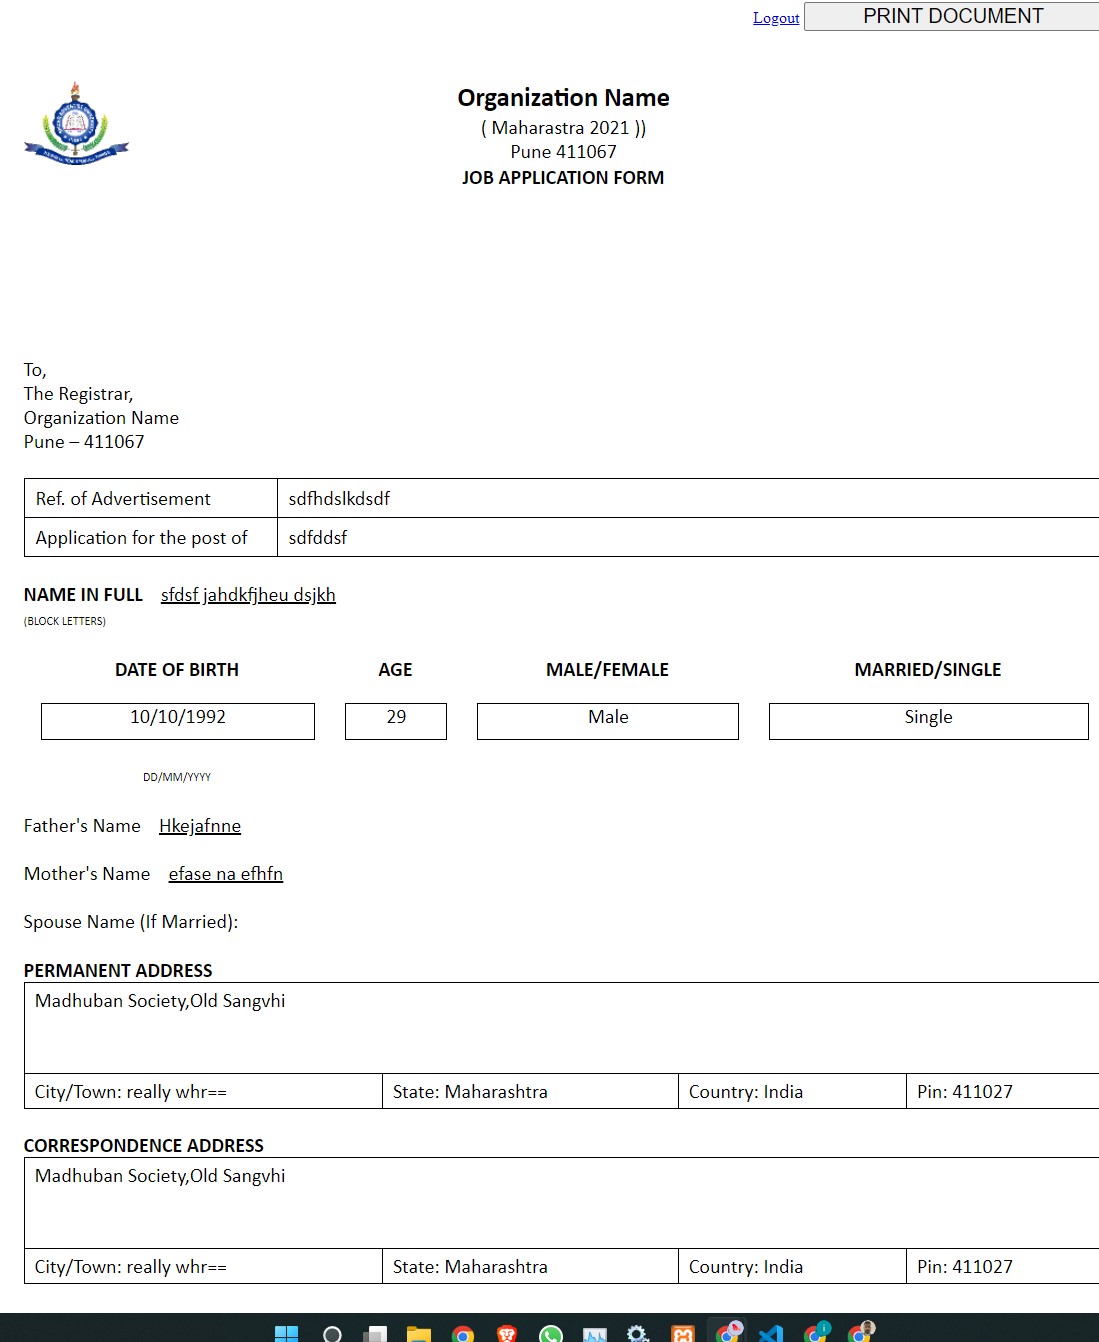 Logout PRINT DOCUMENT
Organization Name
( Maharastra 2021 ))
Pune 411067
JOB APPLICATION FORM
To,
The Registrar,
Organization Name
Pune – 411067
Ref. of Advertisement sdfhdslkdsdf
Application for the post of sdfddsf
NAME IN FULL sfdsf jahdkfjheu dsjkh
(BLOCK LETTERS)
DATE OF BIRTH AGE MALE/FEMALE MARRIED/SINGLE
10/10/1992 29 Male Single
DD/MM/YYYY
Father's Name Hkejafnne
Mother's Name efase na efhfn
Spouse Name (If Married):
PERMANENT ADDRESS
Madhuban Society,Old Sangvhi
City/Town: really whr== State: Maharashtra Country: India Pin: 411027
CORRESPONDENCE ADDRESS
Madhuban Society,Old Sangvhi
City/Town: really whr== State: Maharashtra Country: India Pin: 411027